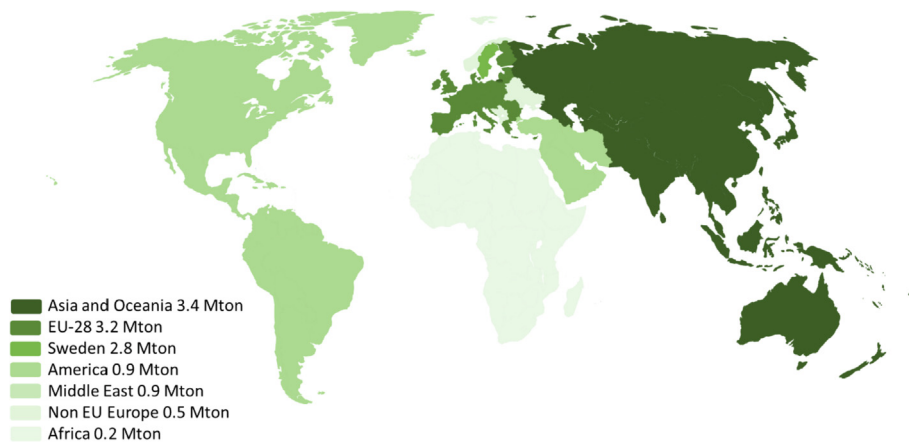 Asia and Oceania 3.4 Mton
EU-28 3.2 Mton
Sweden 2.8 Mton
America 0.9 Mton
Middle East 0.9 Mton
Non EU Europe 0.5 Mton
Africa 0.2 Mton